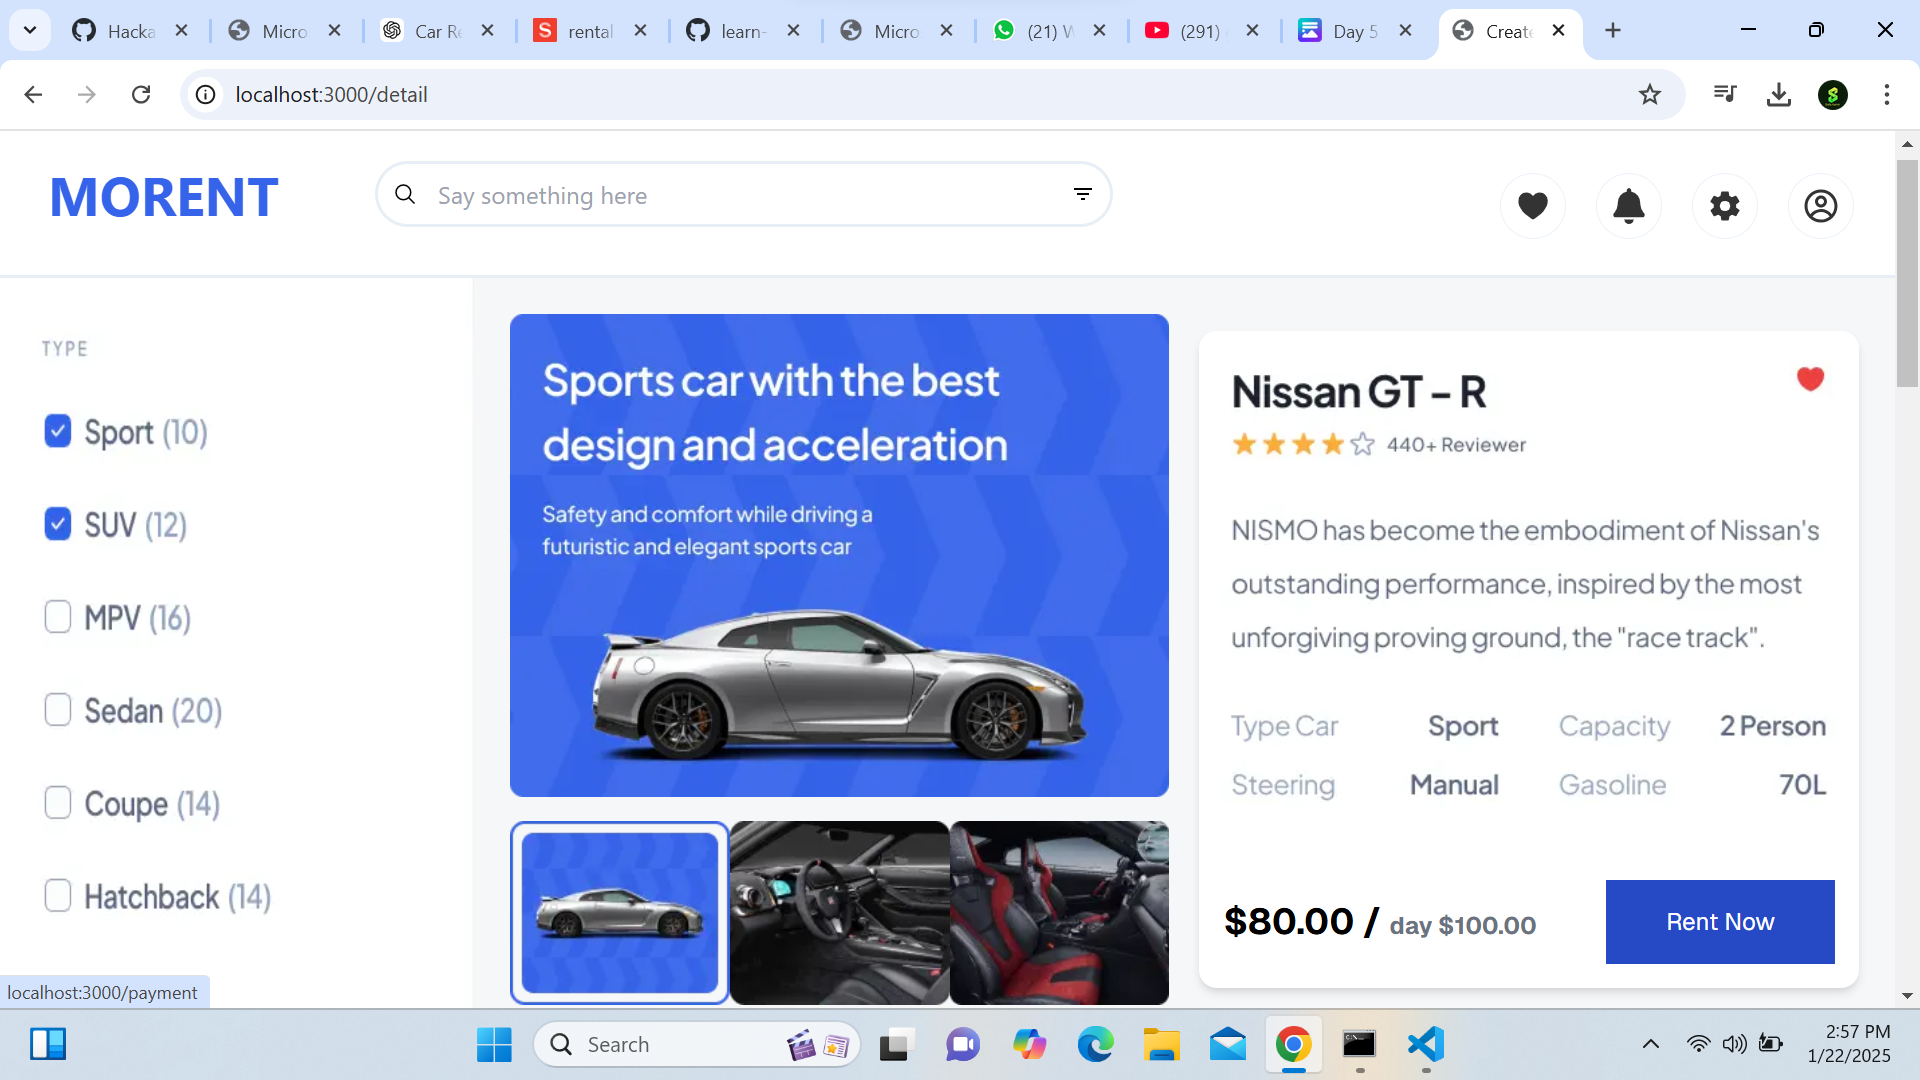 Hacka
Micro
Car Re
rental
learn-
Micro
(21) W
(291)
Day 5
Create
localhost:3000/detail
MORENT
Say something here
TYPE
Sport (10)
SUV (12)
MPV (16)
Sedan (20)
Coupe (14)
Hatchback (14)
Sports car with the best
design and acceleration
Safety and comfort while driving a
futuristic and elegant sports car
Nissan GT – R
440+ Reviewer
NISMO has become the embodiment of Nissan's
outstanding performance, inspired by the most
unforgiving proving ground, the "race track".
Type Car Sport Capacity 2 Person
Steering Manual Gasoline 70L
$80.00 / day $100.00
Rent Now
localhost:3000/payment
Search
2:57 PM
1/22/2025